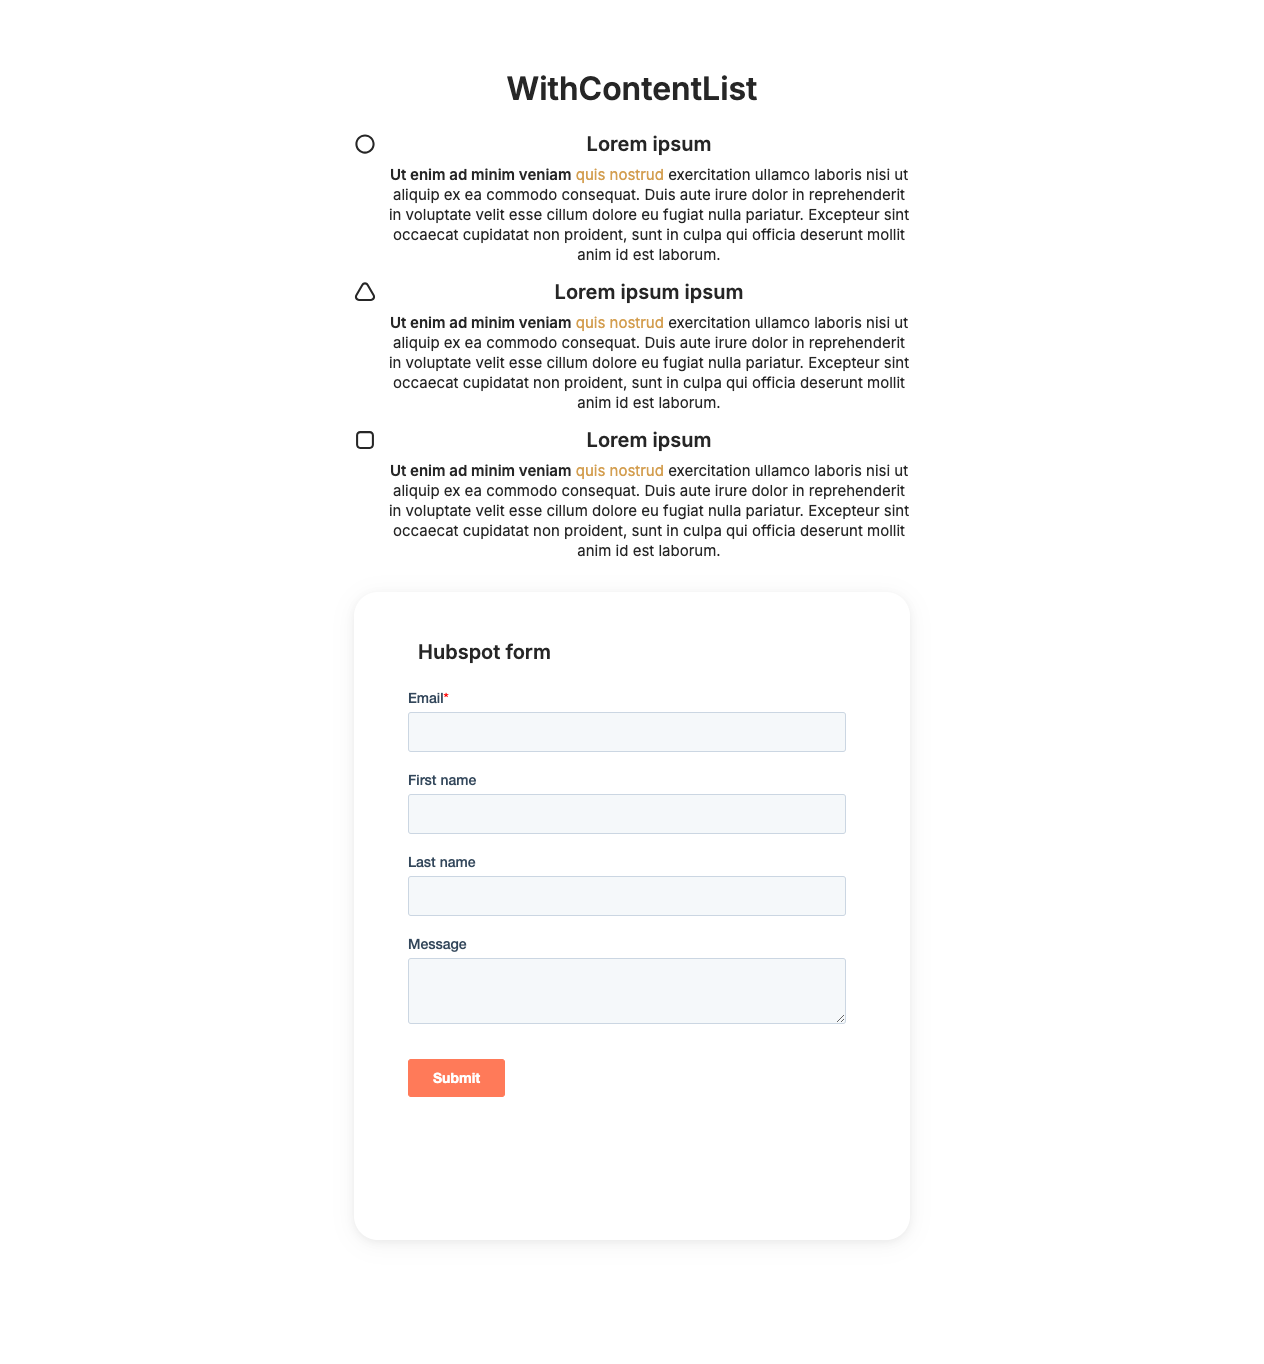 WithContentList
Lorem ipsum
Ut enim ad minim veniam quis nostrud exercitation ullamco laboris nisi ut
aliquip ex ea commodo consequat. Duis aute irure dolor in reprehenderit
in voluptate velit esse cillum dolore eu fugiat nulla pariatur. Excepteur sint
occaecat cupidatat non proident, sunt in culpa qui officia deserunt mollit
anim id est laborum.
Lorem ipsum ipsum
Ut enim ad minim veniam quis nostrud exercitation ullamco laboris nisi ut
aliquip ex ea commodo consequat. Duis aute irure dolor in reprehenderit
in voluptate velit esse cillum dolore eu fugiat nulla pariatur. Excepteur sint
occaecat cupidatat non proident, sunt in culpa qui officia deserunt mollit
anim id est laborum.
Lorem ipsum
Ut enim ad minim veniam quis nostrud exercitation ullamco laboris nisi ut
aliquip ex ea commodo consequat. Duis aute irure dolor in reprehenderit
in voluptate velit esse cillum dolore eu fugiat nulla pariatur. Excepteur sint
occaecat cupidatat non proident, sunt in culpa qui officia deserunt mollit
anim id est laborum.
Hubspot form
Email*
First name
Last name
Message
Submit